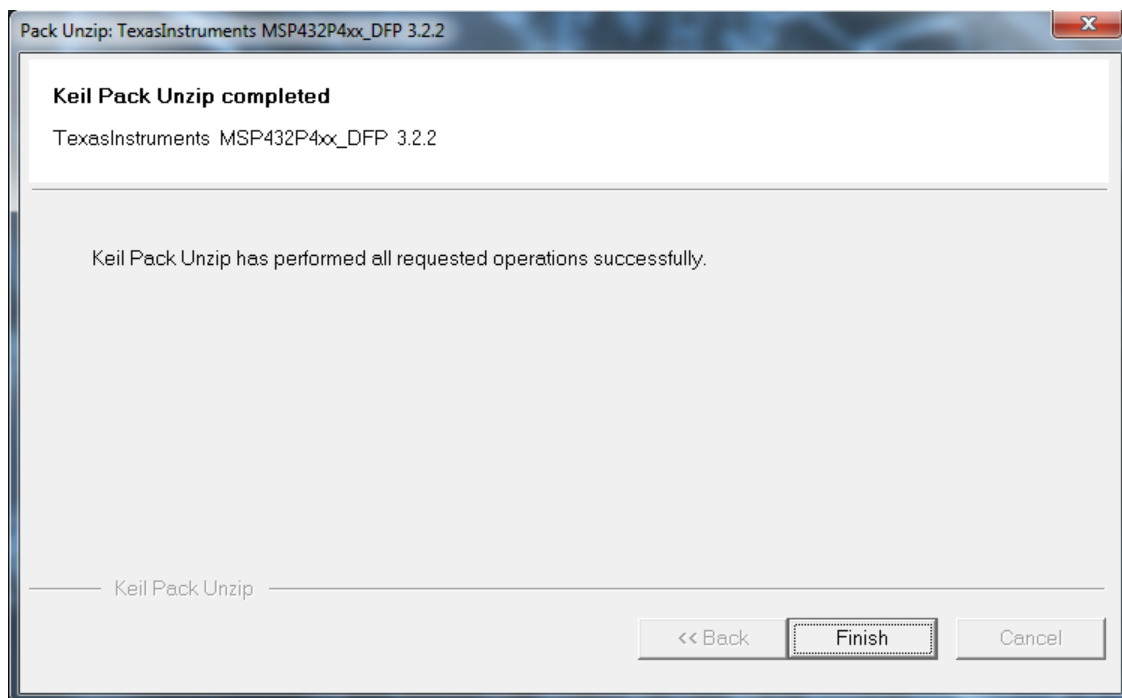 Pack Unzip: TexasInstruments MSP432P4xx_DFP 3.2.2
Keil Pack Unzip completed
TexasInstruments MSP432P4xx_DFP 3.2.2
Keil Pack Unzip has performed all requested operations successfully.
Keil Pack Unzip
<< Back Finish Cancel